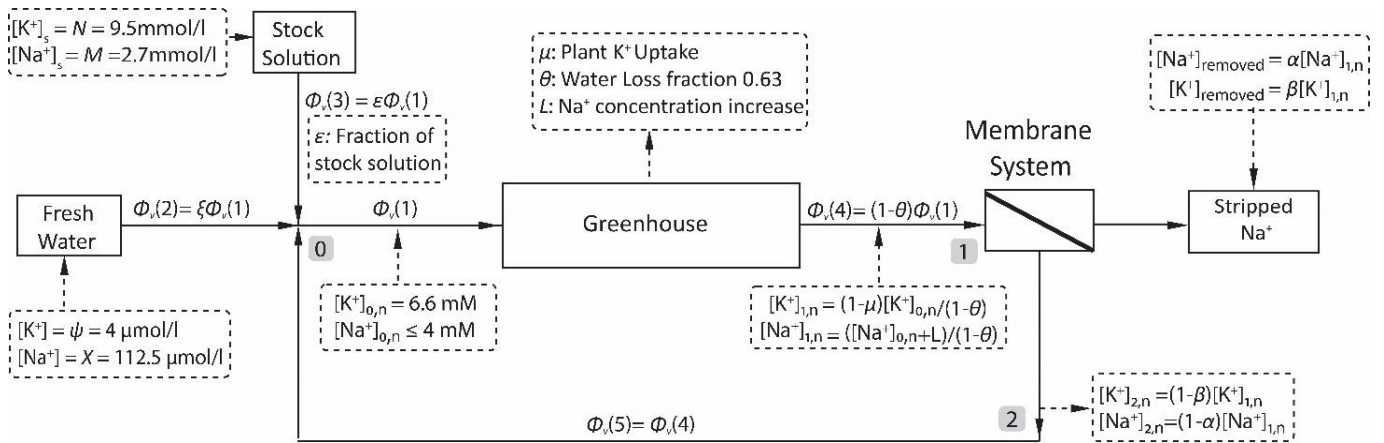 [K⁺]ₛ = N = 9.5mmol/l
[Na⁺]ₛ = M =2.7mmol/l
Stock
Solution
Φᵥ(3) = εΦᵥ(1)
ε: Fraction of
stock solution
μ: Plant K⁺ Uptake
θ: Water Loss fraction 0.63
L: Na⁺ concentration increase
[Na⁺]removed = α[Na⁺]₁,ₙ
[K⁺]removed = β[K⁺]₁,ₙ
Membrane
System
Fresh
Water
Φᵥ(2)= ξΦᵥ(1)
0
Φᵥ(1)
Greenhouse
Φᵥ(4)= (1-θ)Φᵥ(1)
1
Stripped
Na⁺
[K⁺] = ψ = 4 μmol/l
[Na⁺] = X = 112.5 μmol/l
[K⁺]₀,ₙ = 6.6 mM
[Na⁺]₀,ₙ ≤ 4 mM
[K⁺]₁,ₙ = (1-μ)[K⁺]₀,ₙ/(1-θ)
[Na⁺]₁,ₙ = ([Na⁺]₀,ₙ+L)/(1-θ)
Φᵥ(5)= Φᵥ(4)
2
[K⁺]₂,ₙ =(1-β)[K⁺]₁,ₙ
[Na⁺]₂,ₙ=(1-α)[Na⁺]₁,ₙ